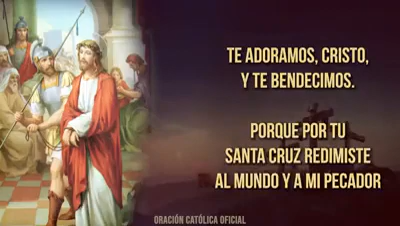 TE ADORAMOS, CRISTO,
Y TE BENDECIMOS.
PORQUE POR TU
SANTA CRUZ REDIMISTE
AL MUNDO Y A MI PECADOR
ORACIÓN CATÓLICA OFICIAL